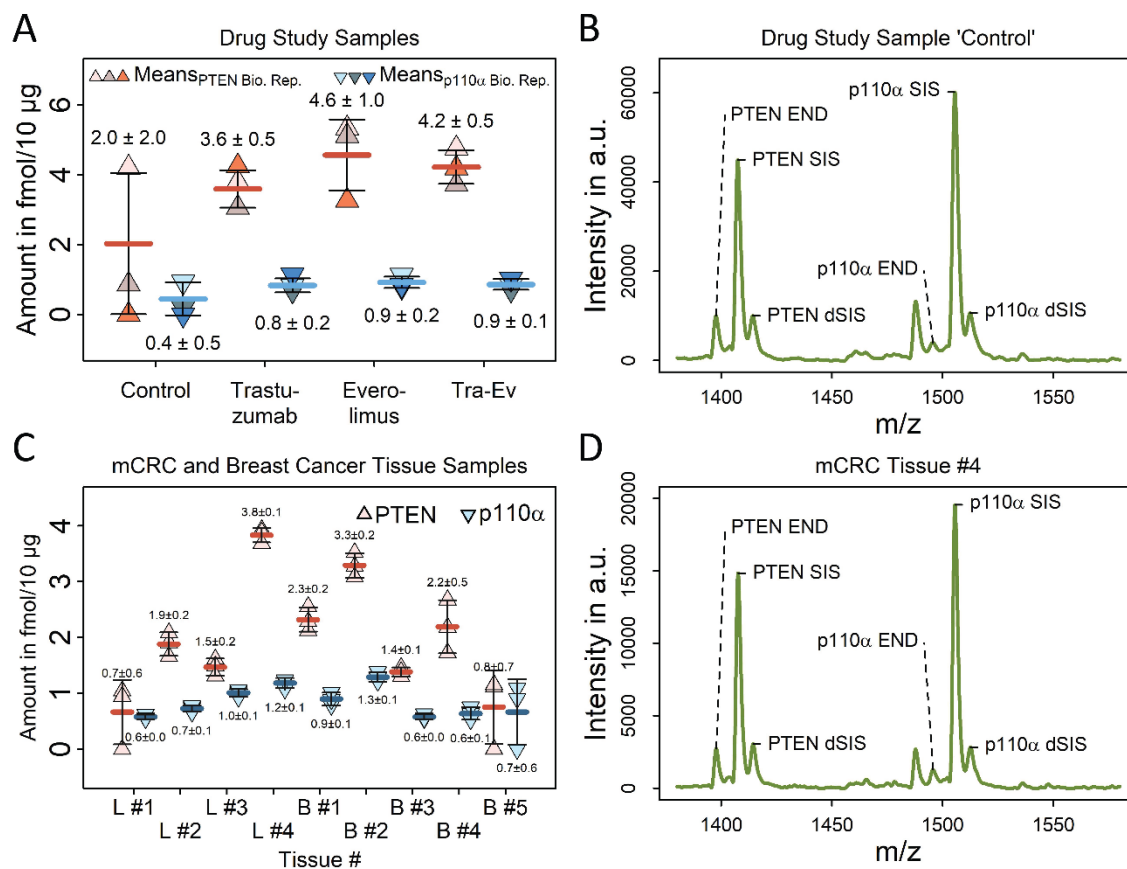 A
Drug Study Samples
Means PTEN Bio. Rep.
Means p110α Bio. Rep.
4.6 ± 1.0
2.0 ± 2.0
3.6 ± 0.5
4.2 ± 0.5
0.4 ± 0.5
0.8 ± 0.2
0.9 ± 0.2
0.9 ± 0.1
Amount in fmol/10 µg
6
4
2
0
Control
Trastu-
zumab
Evero-
limus
Tra-Ev
B
Drug Study Sample 'Control'
p110α SIS
PTEN END
PTEN SIS
p110α END
PTEN dSIS
p110α dSIS
Intensity in a.u.
60000
40000
20000
0
1400
1450
1500
1550
m/z
C
mCRC and Breast Cancer Tissue Samples
PTEN
p110α
0.7±0.6
1.9±0.2
1.5±0.2
3.8±0.1
2.3±0.2
3.3±0.2
1.4±0.1
2.2±0.5
0.8±0.7
0.6±0.0
0.7±0.1
1.0±0.1
1.2±0.1
0.9±0.1
1.3±0.1
0.6±0.0
0.6±0.1
0.7±0.6
Amount in fmol/10 µg
4
3
2
1
0
L #1
L #2
L #3
L #4
B #1
B #2
B #3
B #4
B #5
Tissue #
D
mCRC Tissue #4
p110α SIS
PTEN END
PTEN SIS
p110α END
PTEN dSIS
p110α dSIS
Intensity in a.u.
20000
15000
10000
5000
0
1400
1450
1500
1550
m/z